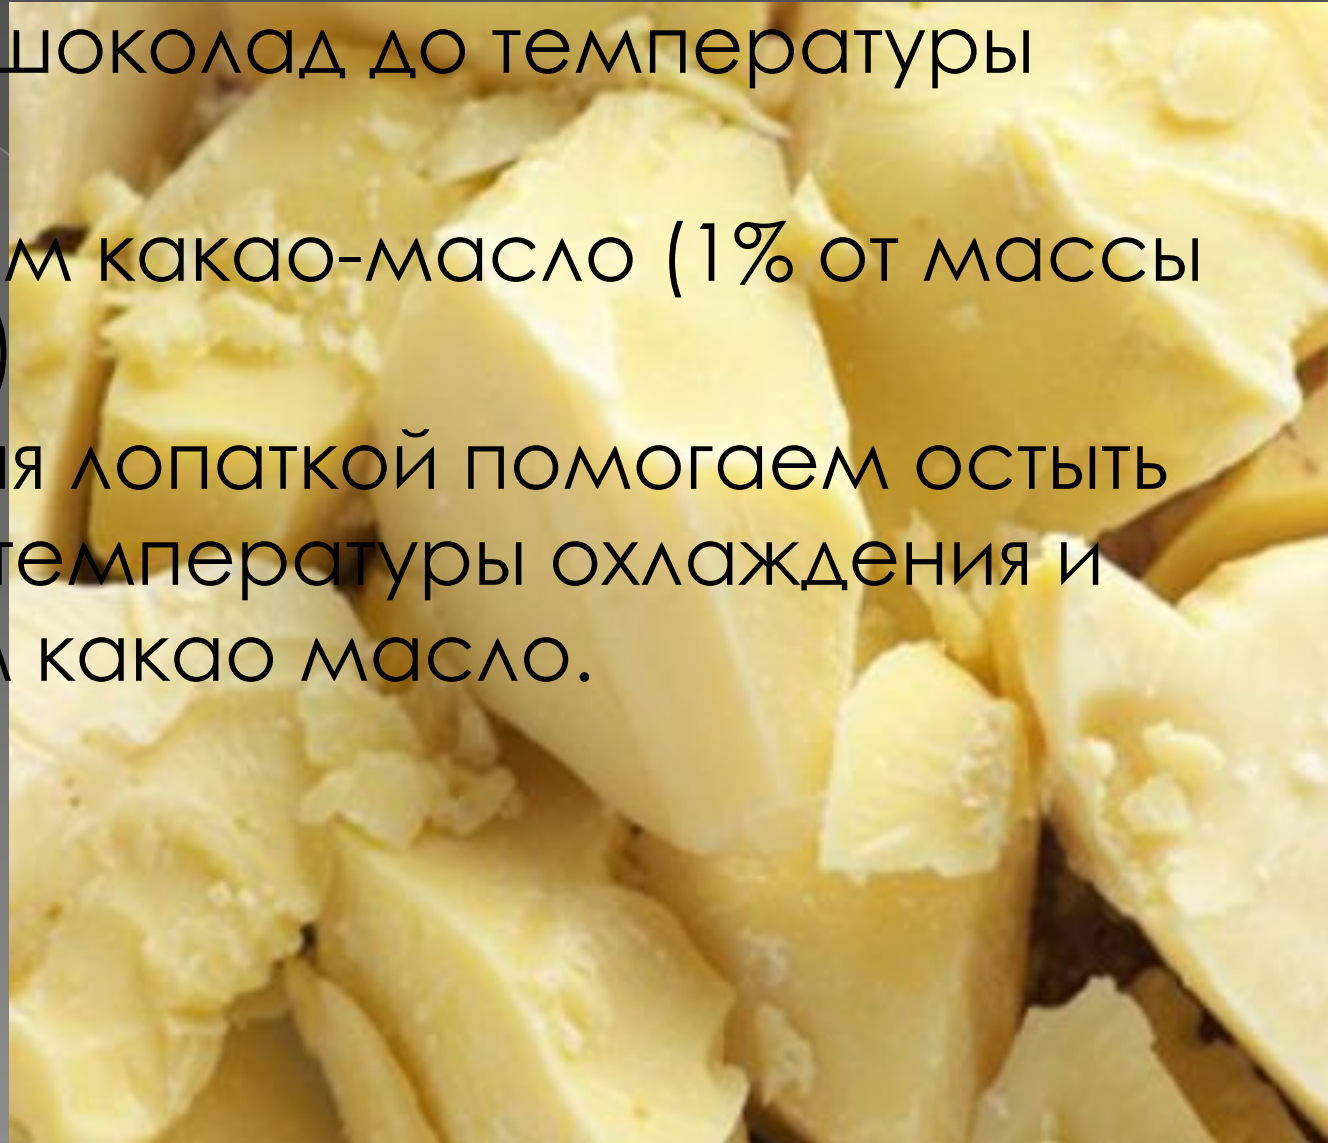 шоколад до температуры
м какао-масло (1% от массы
)
ия лопаткой помогаем остыть
температуры охлаждения и
какао масло.